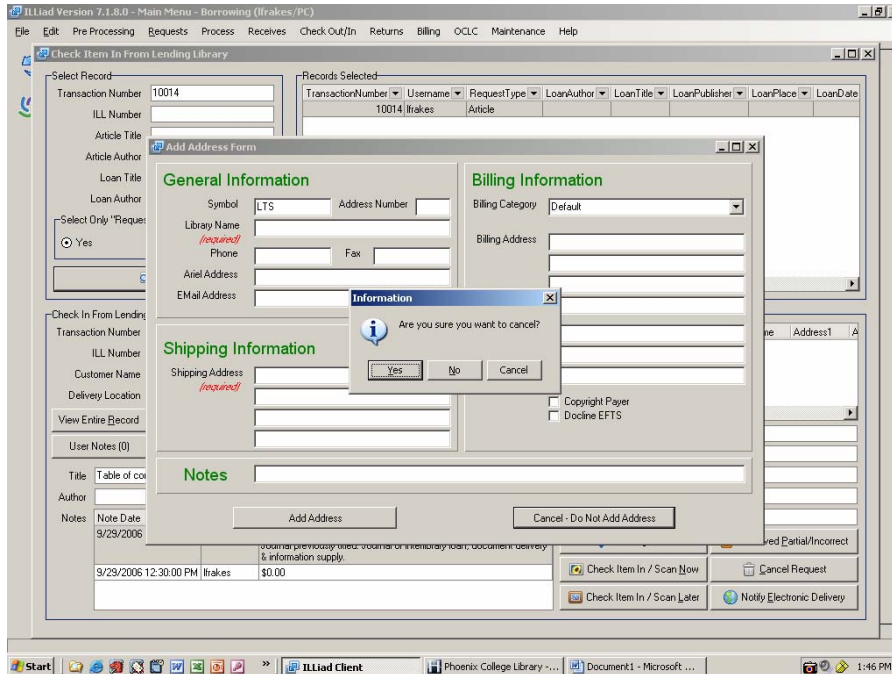 ILLiad Version 7.1.8.0 - Main Menu - Borrowing (lfrakes/PC)
File Edit Pre Processing Requests Process Receives Check Out/In Returns Billing OCLC Maintenance Help
Check Item In From Lending Library
Select Record
Records Selected
Transaction Number 10014
TransactionNumber Username RequestType LoanAuthor LoanTitle LoanPublisher LoanPlace LoanDate
10014 lfrakes Article
ILL Number
Article Title
Article Author
Loan Title
Loan Author
Select Only "Reques
Yes
Add Address Form
General Information
Symbol LTS Address Number
Library Name
(required)
Phone Fax
Ariel Address
EMail Address
Billing Information
Billing Category Default
Billing Address
Information
Are you sure you want to cancel?
Yes No Cancel
Shipping Information
Shipping Address
(required)
Copyright Payer
Docline EFTS
Notes
Add Address
Cancel - Do Not Add Address
Check In From Lending
Transaction Number
ILL Number
Customer Name
Delivery Location
View Entire Record
User Notes (0)
me Address1 A
Title Table of co
Author
Notes Note Date
9/29/2006
Journal previously titled: Journal of interlibrary loan, document delivery
& information supply.
9/29/2006 12:30:00 PM lfrakes $0.00
ved Partial/Incorrect
Check Item In / Scan Now
Cancel Request
Check Item In / Scan Later
Notify Electronic Delivery
Start
»
ILLiad Client
Phoenix College Library -...
Document1 - Microsoft ...
1:46 PM